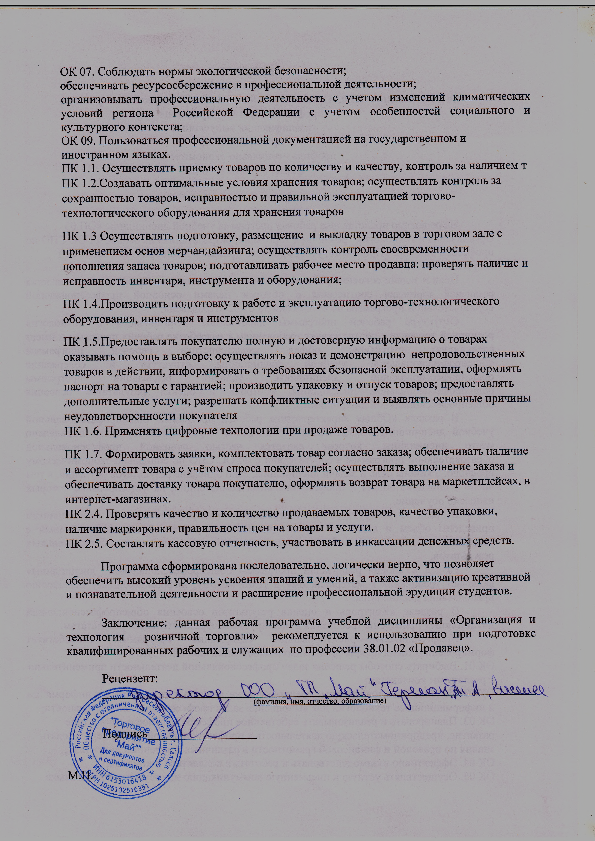 ОК 07. Соблюдать нормы экологической безопасности;
обеспечивать ресурсосбережение в профессиональной деятельности;
организовывать профессиональную деятельность с учетом изменений климатических
условий региона Российской Федерации с учетом особенностей социального и
культурного контекста;
ОК 09. Пользоваться профессиональной документацией на государственном и
иностранном языках.
ПК 1.1. Осуществлять приемку товаров по количеству и качеству, контроль за наличием т
ПК 1.2.Создавать оптимальные условия хранения товаров; осуществлять контроль за
сохранностью товаров, исправностью и правильной эксплуатацией торгово-
технологического оборудования для хранения товаров
ПК 1.3 Осуществлять подготовку, размещение и выкладку товаров в торговом зале с
применением основ мерчандайзинга; осуществлять контроль своевременности
пополнения запаса товаров; подготавливать рабочее место продавца: проверять наличие и
исправность инвентаря, инструмента и оборудования;
ПК 1.4.Производить подготовку к работе и эксплуатацию торгово-технологического
оборудования, инвентаря и инструментов
ПК 1.5.Предоставлять покупателю полную и достоверную информацию о товарах
оказывать помощь в выборе; осуществлять показ и демонстрацию непродовольственных
товаров в действии, информировать о требованиях безопасной эксплуатации, оформлять
паспорт на товары с гарантией; производить упаковку и отпуск товаров; предоставлять
дополнительные услуги; разрешать конфликтные ситуации и выявлять основные причины
неудовлетворенности покупателя
ПК 1.6. Применять цифровые технологии при продаже товаров.
ПК 1.7. Формировать заявки, комплектовать товар согласно заказа; обеспечивать наличие
и ассортимент товара с учётом спроса покупателей; осуществлять выполнение заказа и
обеспечивать доставку товара покупателю, оформлять возврат товара на маркетплейсах, в
интернет-магазинах.
ПК 2.4. Проверять качество и количество продаваемых товаров, качество упаковки,
наличие маркировки, правильность цен на товары и услуги.
ПК 2.5. Составлять кассовую отчетность, участвовать в инкассации денежных средств.
Программа сформирована последовательно, логически верно, что позволяет
обеспечить высокий уровень усвоения знаний и умений, а также активизацию креативной
и познавательной деятельности и расширение профессиональной эрудиции студентов.
Заключение: данная рабочая программа учебной дисциплины «Организация и
технология розничной торговли» рекомендуется к использованию при подготовке
квалифицированных рабочих и служащих по профессии 38.01.02 «Продавец».
Рецензент:
директор ООО „ТП „Май"
(фамилия, имя, отчество, образование)
Подпись
"Торговое
предприятие
"Май"
Для документов
и сертификатов
М.П.